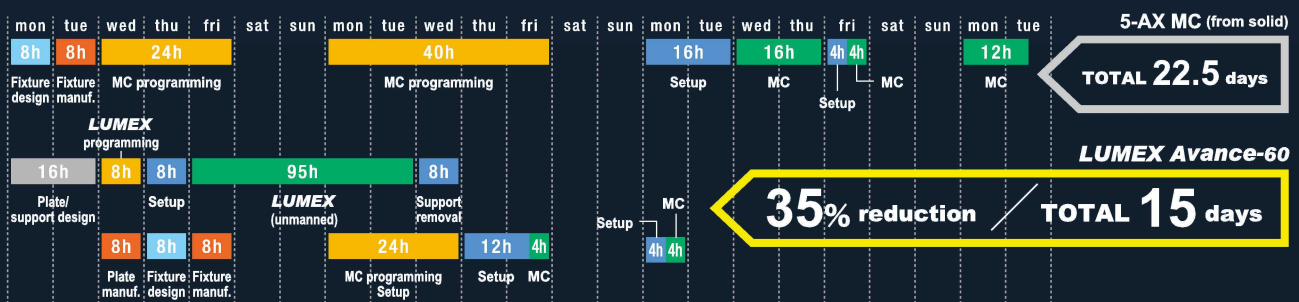 mon tue wed thu fri sat sun mon tue wed thu fri sat sun mon tue wed thu fri sat sun mon tue
5-AX MC (from solid)
8h 8h 24h 40h 16h 16h 4h 4h 12h
TOTAL 22.5 days
Fixture design
Fixture manuf.
MC programming
MC programming
Setup
MC
Setup
MC
MC
LUMEX
programming
LUMEX Avance-60
16h 8h 8h 95h 8h
Plate/
support design
Setup
LUMEX
(unmanned)
Support
removal
35% reduction / TOTAL 15 days
Setup
MC
8h 8h 8h 24h 12h 4h 4h 4h
Plate
manuf.
Fixture
design
Fixture
manuf.
MC programming
Setup
Setup
MC